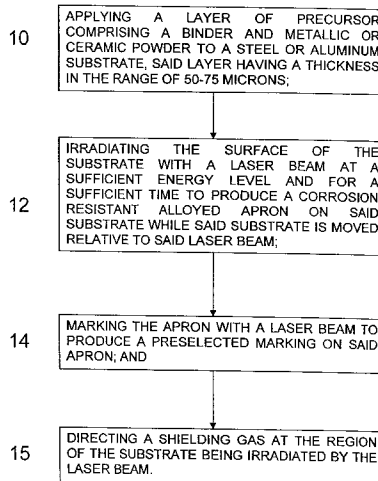 10
APPLYING A LAYER OF PRECURSOR
COMPRISING A BINDER AND METALLIC OR
CERAMIC POWDER TO A STEEL OR ALUMINUM
SUBSTRATE, SAID LAYER HAVING A THICKNESS
IN THE RANGE OF 50-75 MICRONS;
12
IRRADIATING THE SURFACE OF THE
SUBSTRATE WITH A LASER BEAM AT A
SUFFICIENT ENERGY LEVEL AND FOR A
SUFFICIENT TIME TO PRODUCE A CORROSION
RESISTANT ALLOYED APRON ON SAID
SUBSTRATE WHILE SAID SUBSTRATE IS MOVED
RELATIVE TO SAID LASER BEAM;
14
MARKING THE APRON WITH A LASER BEAM TO
PRODUCE A PRESELECTED MARKING ON SAID
APRON; AND
15
DIRECTING A SHIELDING GAS AT THE REGION
OF THE SUBSTRATE BEING IRRADIATED BY THE
LASER BEAM.